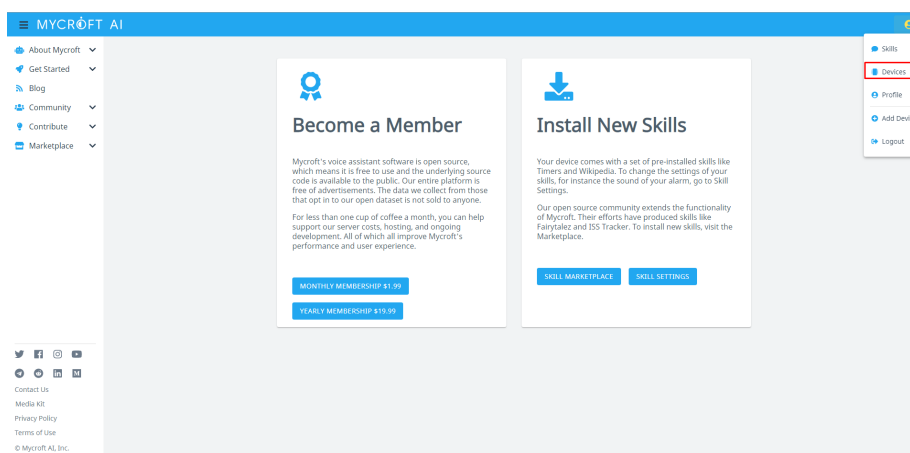 MYCROFT AI
About Mycroft
Get Started
Blog
Community
Contribute
Marketplace
Become a Member
Mycroft's voice assistant software is open source,
which means it is free to use and the underlying source
code is available to the public. Our entire platform is
free of advertisements. The data we collect from those
that opt in to our open dataset is not sold to anyone.
For less than one cup of coffee a month, you can help
support our server costs, hosting, and ongoing
development. All of which all improve Mycroft's
performance and user experience.
MONTHLY MEMBERSHIP $1.99
YEARLY MEMBERSHIP $19.99
Install New Skills
Your device comes with a set of pre-installed skills like
Timers and Wikipedia. To change the settings of your
skills, for instance the sound of your alarm, go to Skill
Settings.
Our open source community extends the functionality
of Mycroft. Their efforts have produced skills like
Fairytalez and ISS Tracker. To install new skills, visit the
Marketplace.
SKILL MARKETPLACE SKILL SETTINGS
Skills
Devices
Profile
Add Devi
Logout
Contact Us
Media Kit
Privacy Policy
Terms of Use
© Mycroft AI, Inc.